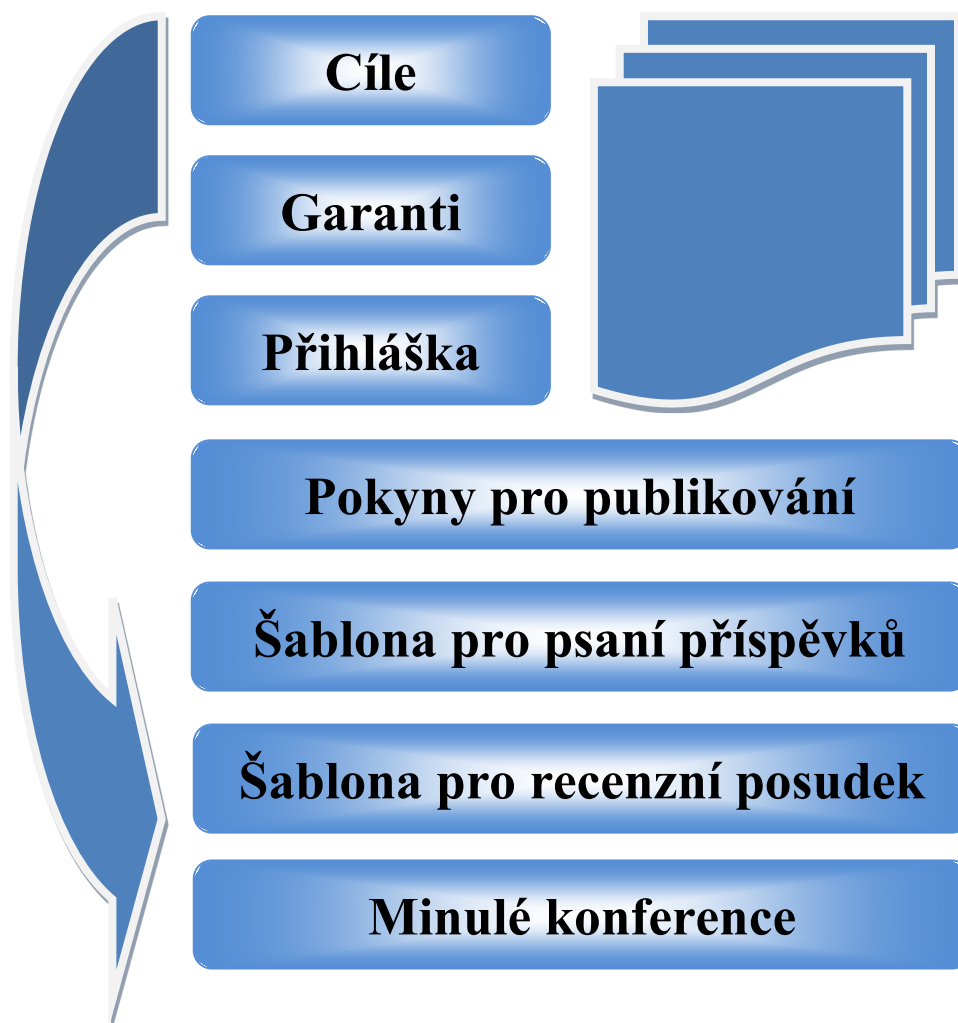 Cíle
Garanti
Přihláška
Pokyny pro publikování
Šablona pro psaní příspěvků
Šablona pro recenzní posudek
Minulé konference